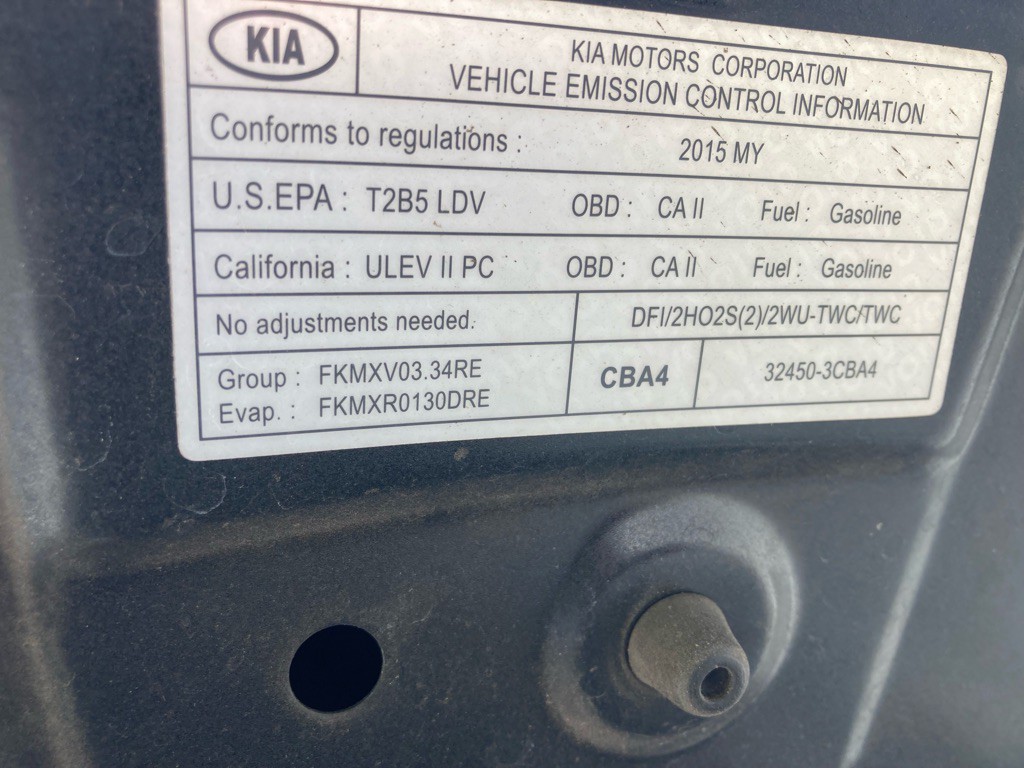 KIA
KIA MOTORS CORPORATION
VEHICLE EMISSION CONTROL INFORMATION
Conforms to regulations : 2015 MY
U.S.EPA : T2B5 LDV OBD : CA II Fuel : Gasoline
California : ULEV II PC OBD : CA II Fuel : Gasoline
No adjustments needed. DFI/2HO2S(2)/2WU-TWC/TWC
Group : FKMXV03.34RE
Evap. : FKMXR0130DRE
CBA4
32450-3CBA4